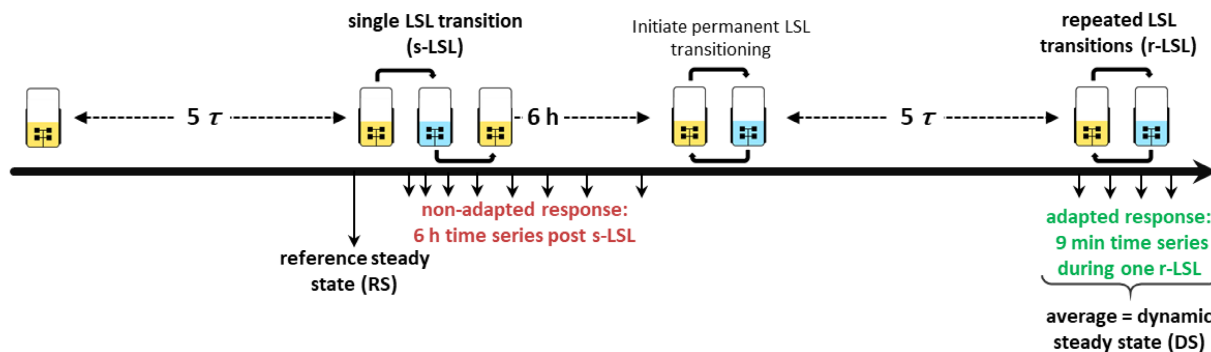 single LSL transition
(s-LSL)
Initiate permanent LSL
transitioning
repeated LSL
transitions (r-LSL)
5 τ
6 h
5 τ
non-adapted response:
6 h time series post s-LSL
reference steady
state (RS)
adapted response:
9 min time series
during one r-LSL
average = dynamic
steady state (DS)